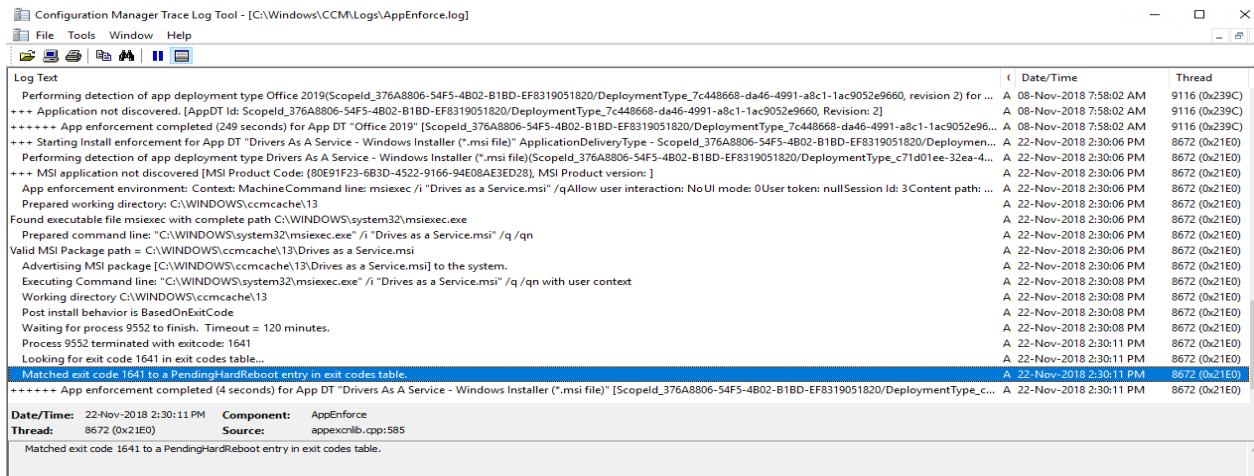 Configuration Manager Trace Log Tool - [C:\Windows\CCM\Logs\AppEnforce.log]
File Tools Window Help
Log Text ( Date/Time Thread
Performing detection of app deployment type Office 2019(ScopeId_376A8806-54F5-4B02-B1BD-EF8319051820/DeploymentType_7c448668-da46-4991-a8c1-1ac9052e9660, revision 2) for ... A 08-Nov-2018 7:58:02 AM 9116 (0x239C)
+++ Application not discovered. [AppDT Id: ScopeId_376A8806-54F5-4B02-B1BD-EF8319051820/DeploymentType_7c448668-da46-4991-a8c1-1ac9052e9660, Revision: 2] A 08-Nov-2018 7:58:02 AM 9116 (0x239C)
++++++ App enforcement completed (249 seconds) for App DT "Office 2019" [ScopeId_376A8806-54F5-4B02-B1BD-EF8319051820/DeploymentType_7c448668-da46-4991-a8c1-1ac9052e96... A 08-Nov-2018 7:58:02 AM 9116 (0x239C)
+++ Starting Install enforcement for App DT "Drivers As A Service - Windows Installer (*.msi file)" ApplicationDeliveryType - ScopeId_376A8806-54F5-4B02-B1BD-EF8319051820/Deploymen... A 22-Nov-2018 2:30:06 PM 8672 (0x21E0)
Performing detection of app deployment type Drivers As A Service - Windows Installer (*.msi file)(ScopeId_376A8806-54F5-4B02-B1BD-EF8319051820/DeploymentType_c71d01ee-32ea-4... A 22-Nov-2018 2:30:06 PM 8672 (0x21E0)
+++ MSI application not discovered [MSI Product Code: {80E91F23-6B3D-4522-9166-94E08AE3ED28}, MSI Product version: ] A 22-Nov-2018 2:30:06 PM 8672 (0x21E0)
App enforcement environment: Context: MachineCommand line: msiexec /i "Drives as a Service.msi" /qAllow user interaction: NoUI mode: 0User token: nullSession Id: 3Content path: ... A 22-Nov-2018 2:30:06 PM 8672 (0x21E0)
Prepared working directory: C:\WINDOWS\ccmcache\13 A 22-Nov-2018 2:30:06 PM 8672 (0x21E0)
Found executable file msiexec with complete path C:\WINDOWS\system32\msiexec.exe A 22-Nov-2018 2:30:06 PM 8672 (0x21E0)
Prepared command line: "C:\WINDOWS\system32\msiexec.exe" /i "Drives as a Service.msi" /q /qn A 22-Nov-2018 2:30:06 PM 8672 (0x21E0)
Valid MSI Package path = C:\WINDOWS\ccmcache\13\Drives as a Service.msi A 22-Nov-2018 2:30:06 PM 8672 (0x21E0)
Advertising MSI package [C:\WINDOWS\ccmcache\13\Drives as a Service.msi] to the system. A 22-Nov-2018 2:30:06 PM 8672 (0x21E0)
Executing Command line: "C:\WINDOWS\system32\msiexec.exe" /i "Drives as a Service.msi" /q /qn with user context A 22-Nov-2018 2:30:08 PM 8672 (0x21E0)
Working directory C:\WINDOWS\ccmcache\13 A 22-Nov-2018 2:30:08 PM 8672 (0x21E0)
Post install behavior is BasedOnExitCode A 22-Nov-2018 2:30:08 PM 8672 (0x21E0)
Waiting for process 9552 to finish. Timeout = 120 minutes. A 22-Nov-2018 2:30:08 PM 8672 (0x21E0)
Process 9552 terminated with exitcode: 1641 A 22-Nov-2018 2:30:11 PM 8672 (0x21E0)
Looking for exit code 1641 in exit codes table... A 22-Nov-2018 2:30:11 PM 8672 (0x21E0)
Matched exit code 1641 to a PendingHardReboot entry in exit codes table. A 22-Nov-2018 2:30:11 PM 8672 (0x21E0)
++++++ App enforcement completed (4 seconds) for App DT "Drivers As A Service - Windows Installer (*.msi file)" [ScopeId_376A8806-54F5-4B02-B1BD-EF8319051820/DeploymentType_c... A 22-Nov-2018 2:30:11 PM 8672 (0x21E0)
Date/Time: 22-Nov-2018 2:30:11 PM Component: AppEnforce
Thread: 8672 (0x21E0) Source: appexcnlib.cpp:585
Matched exit code 1641 to a PendingHardReboot entry in exit codes table.